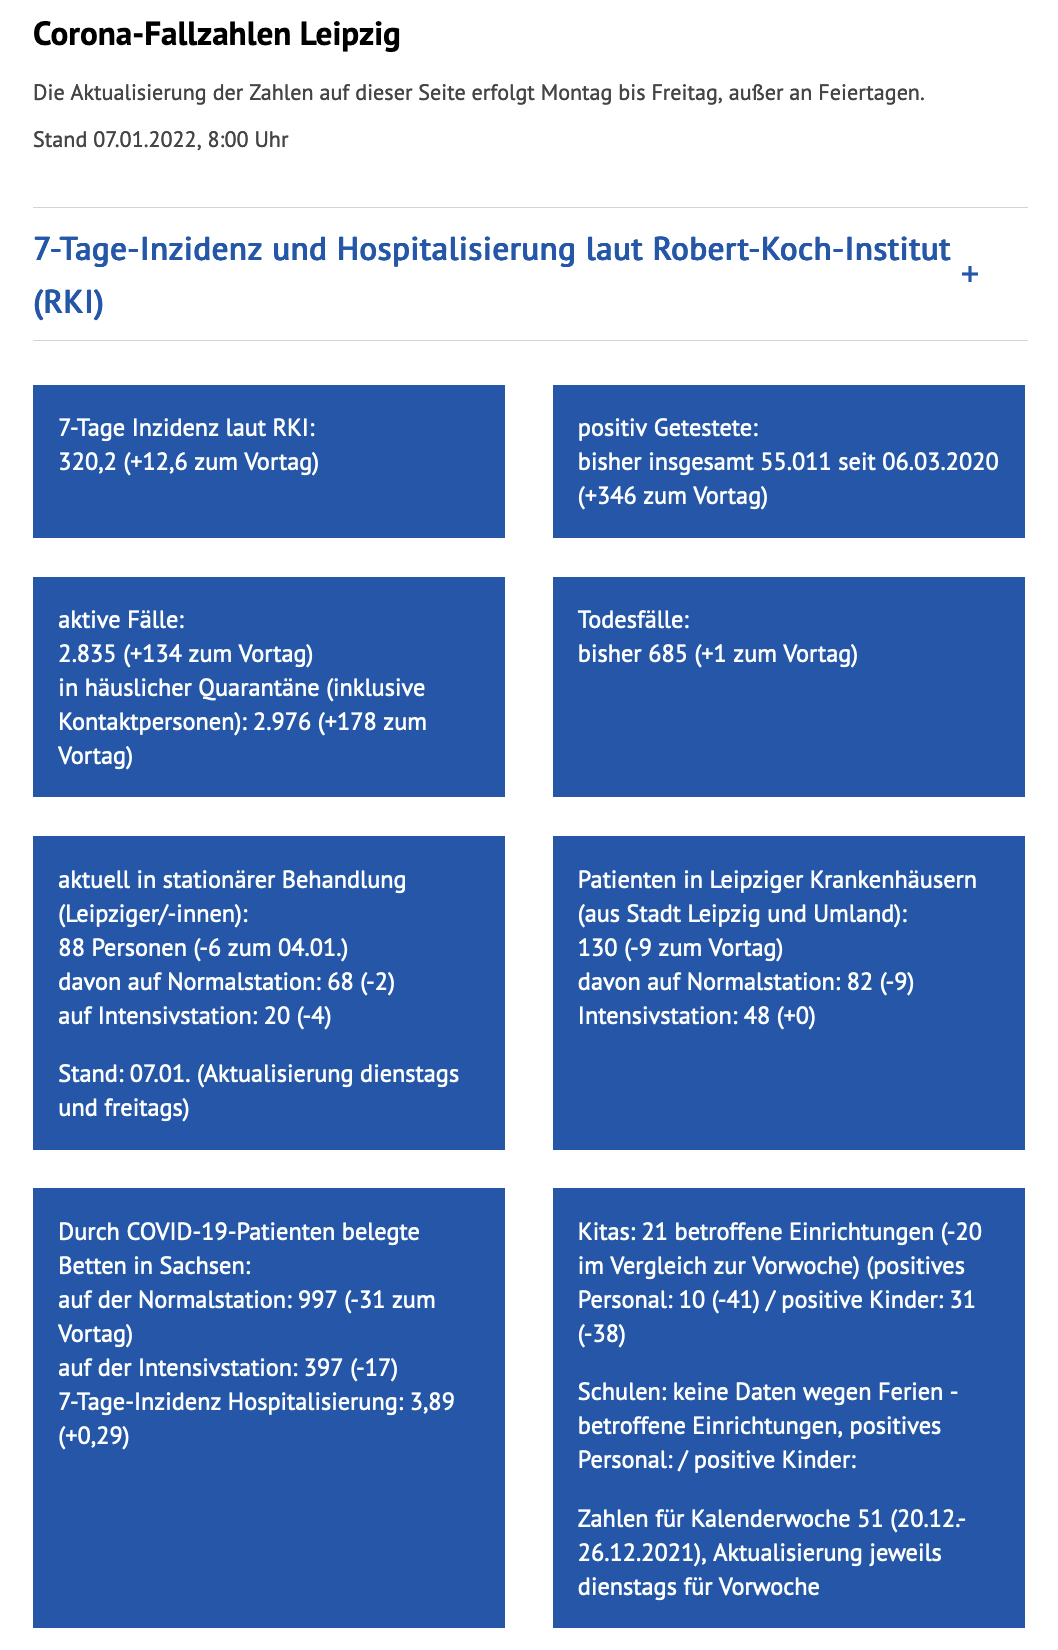 Corona-Fallzahlen Leipzig
Die Aktualisierung der Zahlen auf dieser Seite erfolgt Montag bis Freitag, außer an Feiertagen.
Stand 07.01.2022, 8:00 Uhr
7-Tage-Inzidenz und Hospitalisierung laut Robert-Koch-Institut
(RKI)
+
7-Tage Inzidenz laut RKI:
320,2 (+12,6 zum Vortag)
positiv Getestete:
bisher insgesamt 55.011 seit 06.03.2020
(+346 zum Vortag)
aktive Fälle:
2.835 (+134 zum Vortag)
in häuslicher Quarantäne (inklusive
Kontaktpersonen): 2.976 (+178 zum
Vortag)
Todesfälle:
bisher 685 (+1 zum Vortag)
aktuell in stationärer Behandlung
(Leipziger/-innen):
88 Personen (-6 zum 04.01.)
davon auf Normalstation: 68 (-2)
auf Intensivstation: 20 (-4)
Stand: 07.01. (Aktualisierung dienstags
und freitags)
Patienten in Leipziger Krankenhäusern
(aus Stadt Leipzig und Umland):
130 (-9 zum Vortag)
davon auf Normalstation: 82 (-9)
Intensivstation: 48 (+0)
Durch COVID-19-Patienten belegte
Betten in Sachsen:
auf der Normalstation: 997 (-31 zum
Vortag)
auf der Intensivstation: 397 (-17)
7-Tage-Inzidenz Hospitalisierung: 3,89
(+0,29)
Kitas: 21 betroffene Einrichtungen (-20
im Vergleich zur Vorwoche) (positives
Personal: 10 (-41) / positive Kinder: 31
(-38)
Schulen: keine Daten wegen Ferien -
betroffene Einrichtungen, positives
Personal: / positive Kinder:
Zahlen für Kalenderwoche 51 (20.12.-
26.12.2021), Aktualisierung jeweils
dienstags für Vorwoche